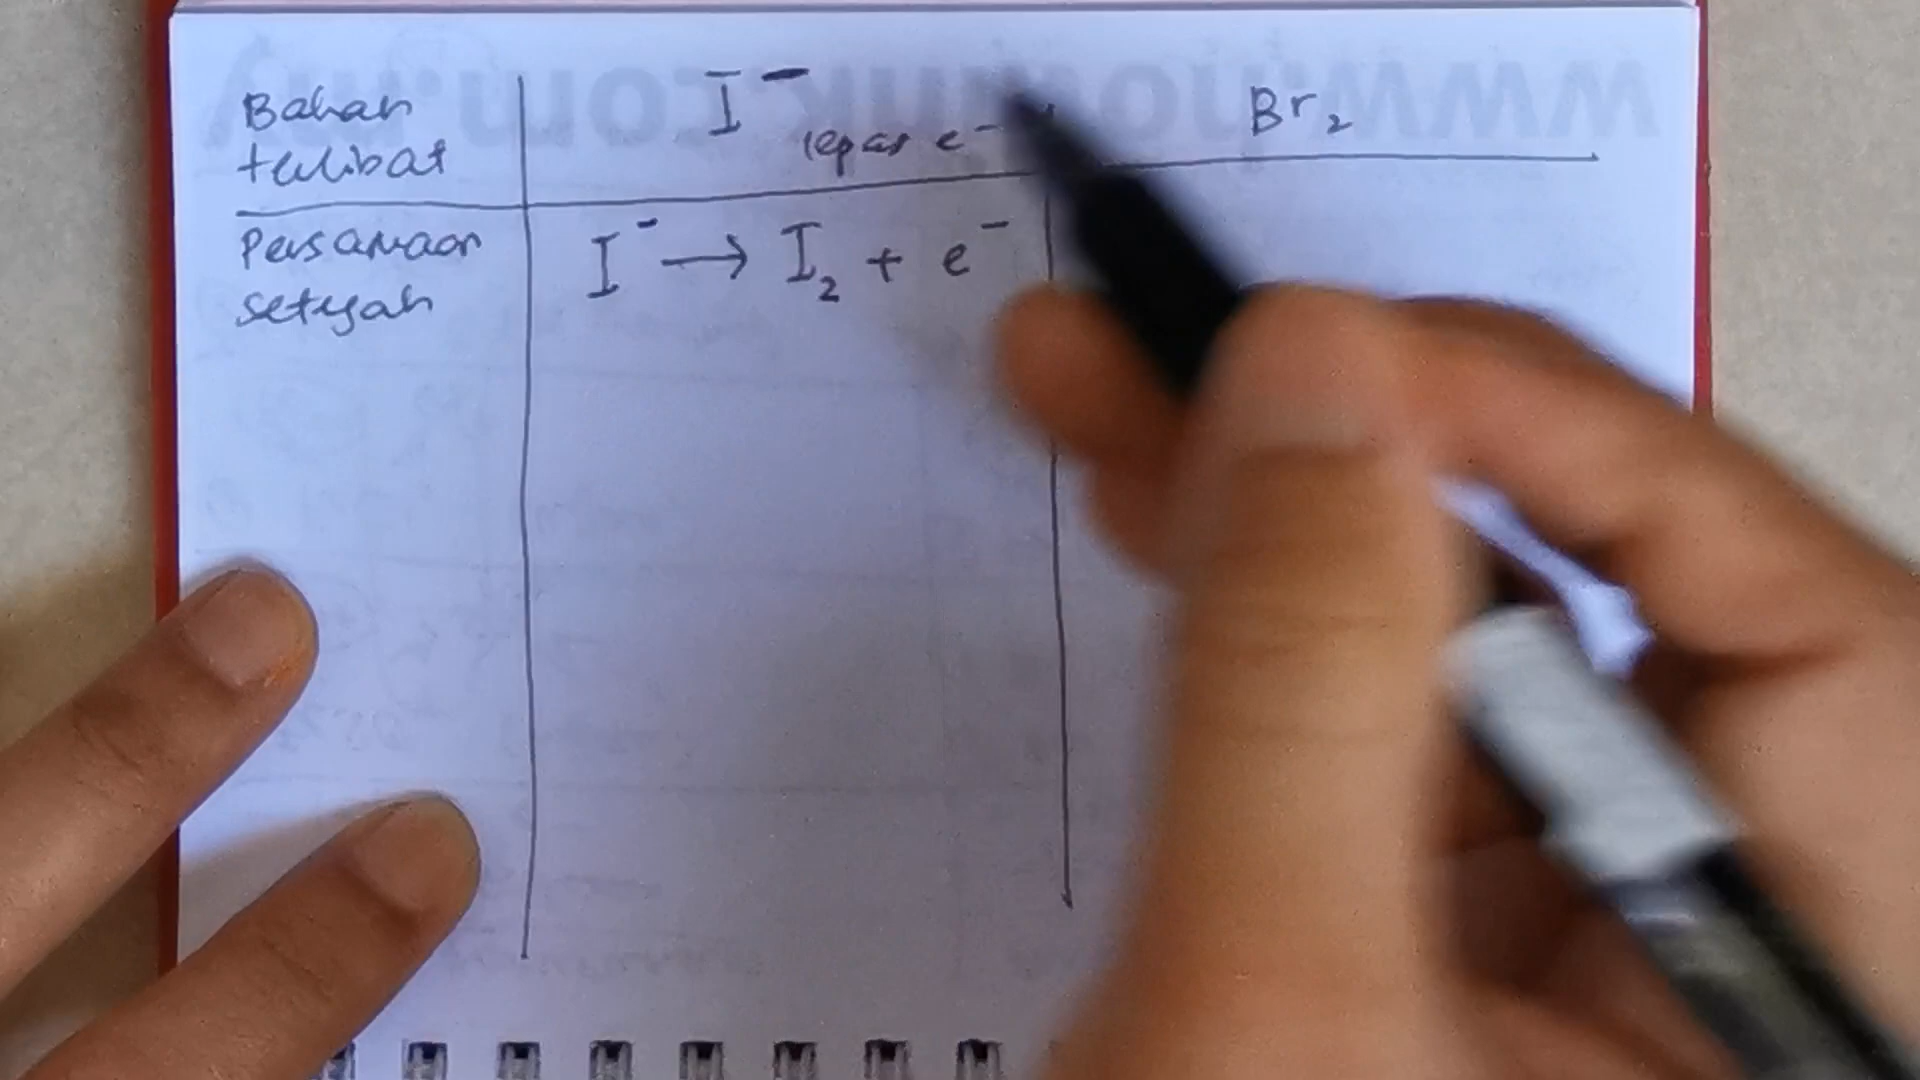 Bahan terlibat
I⁻
lepas e⁻
Br₂
Persamaan setengah
I⁻ → I₂ + e⁻